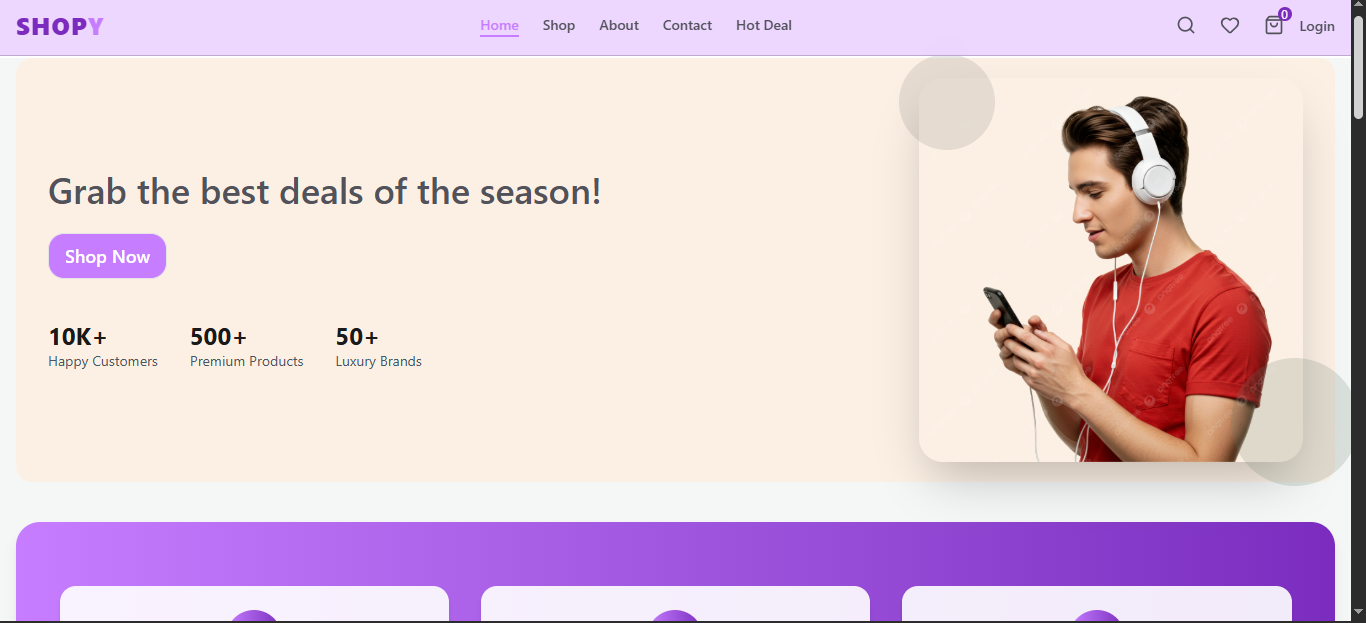 SHOPY
Home Shop About Contact Hot Deal
0
Login
Grab the best deals of the season!
Shop Now
10K+ 500+ 50+
Happy Customers Premium Products Luxury Brands